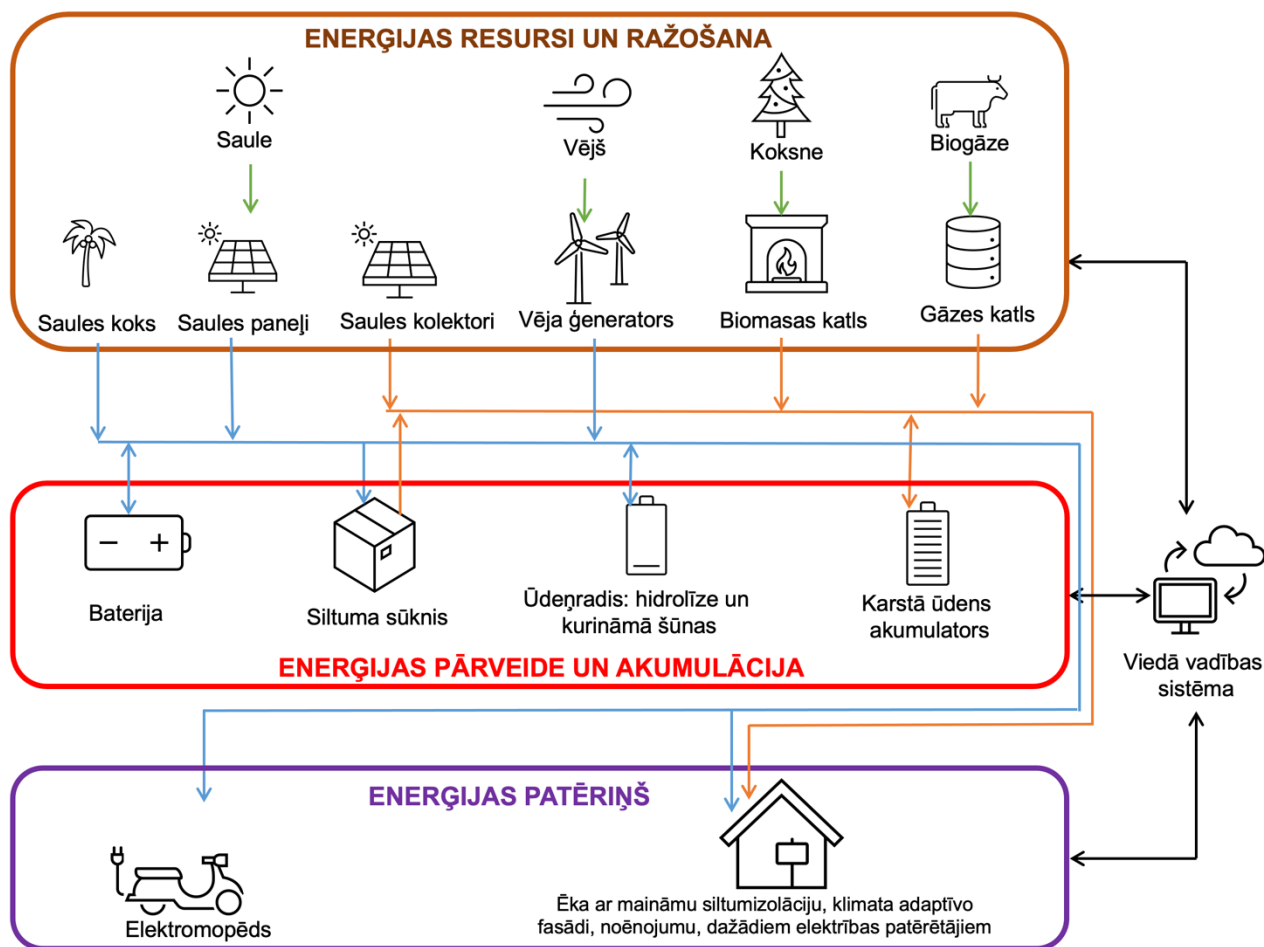 ENERĢIJAS RESURSI UN RAŽOŠANA
Saule
Vējš
Koksne
Biogāze
Saules koks
Saules paneļi
Saules kolektori
Vēja ģenerators
Biomasas katls
Gāzes katls
Baterija
Siltuma sūknis
Ūdeņradis: hidrolīze un
kurināmā šūnas
Karstā ūdens
akumulators
ENERĢIJAS PĀRVEIDE UN AKUMULĀCIJA
Viedā vadības
sistēma
ENERĢIJAS PATĒRIŅŠ
Elektromopēds
Ēka ar maināmu siltumizolāciju, klimata adaptīvo
fasādi, noēnojumu, dažādiem elektrības patērētājiem